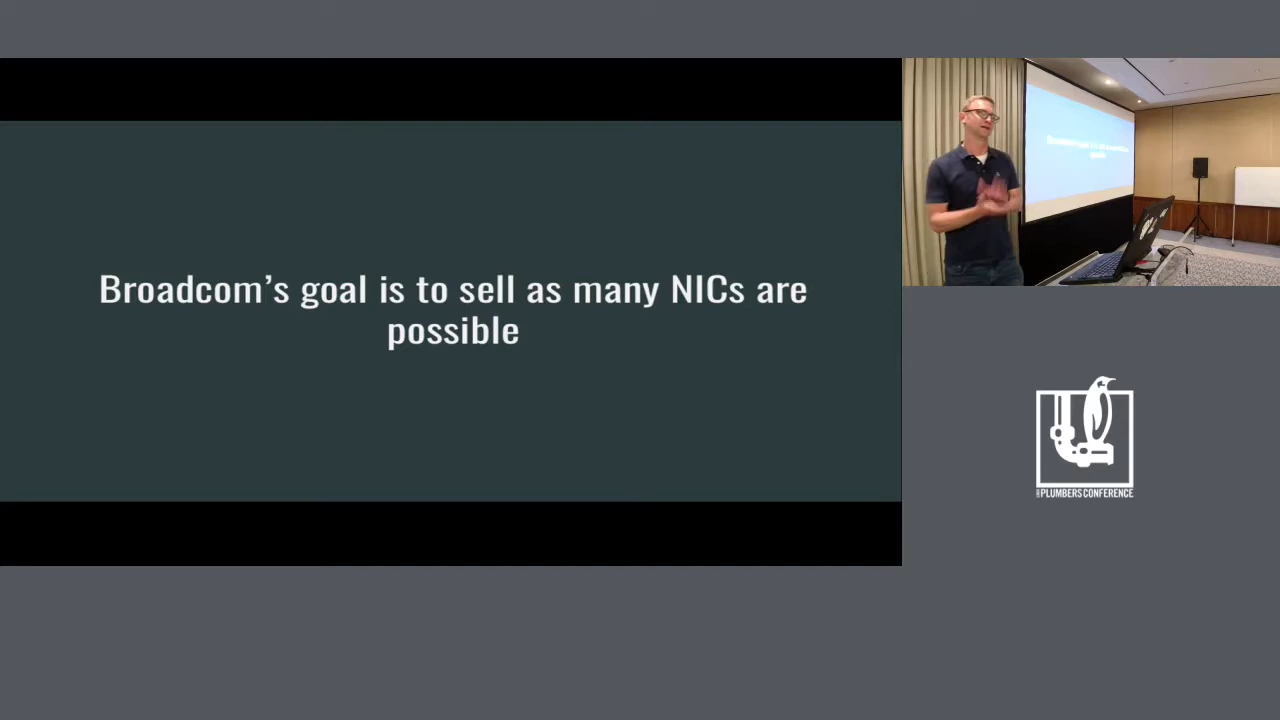 Broadcom’s goal is to sell as many NICs are
possible
PLUMBERS CONFERENCE